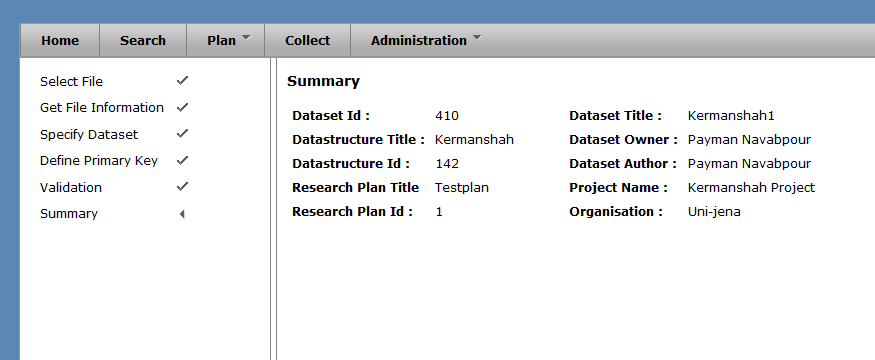 Home Search Plan Collect Administration
Select File
Get File Information
Specify Dataset
Define Primary Key
Validation
Summary
Summary
Dataset Id : 410 Dataset Title : Kermanshah1
Datastructure Title : Kermanshah Dataset Owner : Payman Navabpour
Datastructure Id : 142 Dataset Author : Payman Navabpour
Research Plan Title Testplan Project Name : Kermanshah Project
Research Plan Id : 1 Organisation : Uni-jena